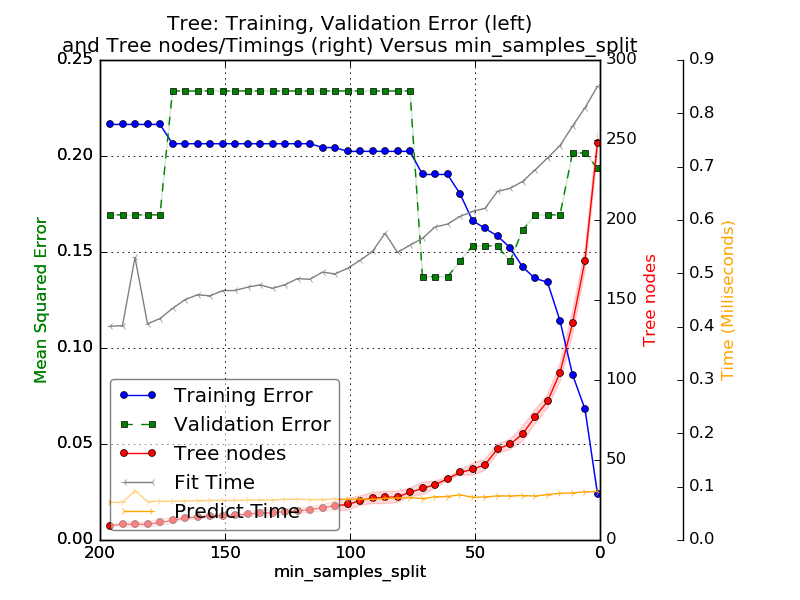 Tree: Training, Validation Error (left)
and Tree nodes/Timings (right) Versus min_samples_split
0.25
0.20
0.15
0.10
0.05
0.00
Mean Squared Error
200
150
100
50
0
min_samples_split
300
250
200
150
100
50
0
Tree nodes
0.9
0.8
0.7
0.6
0.5
0.4
0.3
0.2
0.1
0.0
Time (Milliseconds)
Training Error
Validation Error
Tree nodes
Fit Time
Predict Time